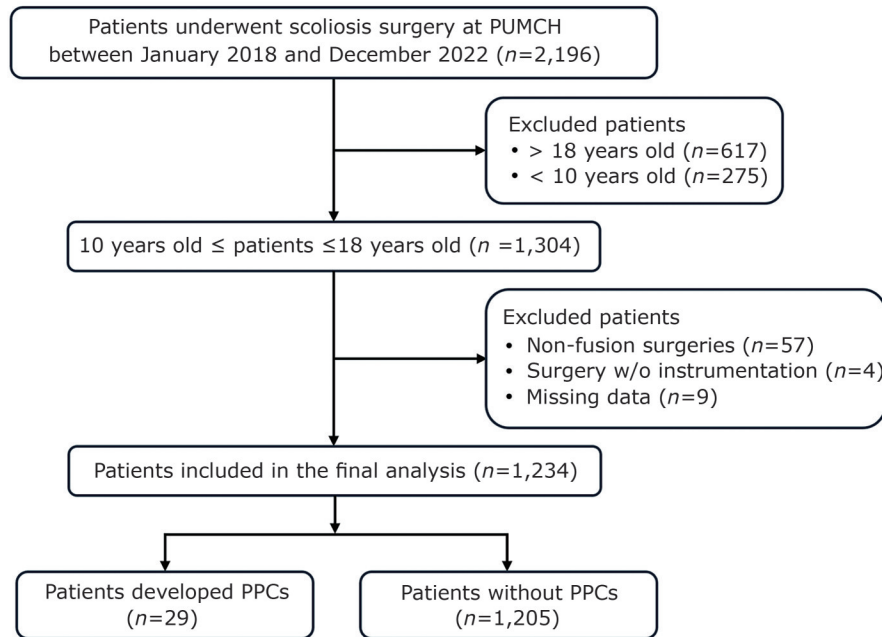 Patients underwent scoliosis surgery at PUMCH
between January 2018 and December 2022 (n=2,196)
Excluded patients
• > 18 years old (n=617)
• < 10 years old (n=275)
10 years old ≤ patients ≤18 years old (n =1,304)
Excluded patients
• Non-fusion surgeries (n=57)
• Surgery w/o instrumentation (n=4)
• Missing data (n=9)
Patients included in the final analysis (n=1,234)
Patients developed PPCs
(n=29)
Patients without PPCs
(n=1,205)